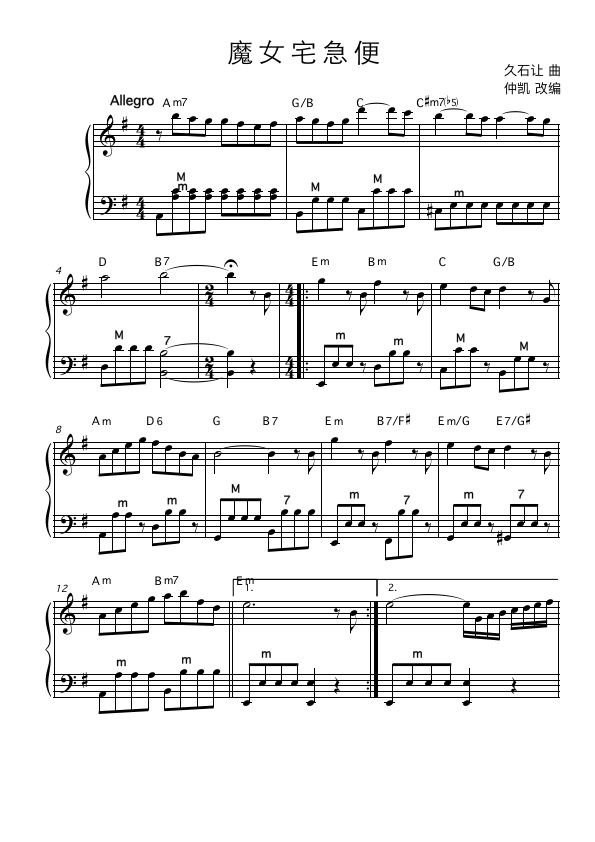 魔女宅急便
久石让 曲
仲凯 改编
Allegro
Am7 G/B C C#m7(b5)
M
m M M m
4 D B7 Em Bm C G/B
M 7 m m M M
8 Am D6 G B7 Em B7/F# Em/G E7/G#
m m M 7 m 7 m 7
12 Am Bm7 Em
1. 2.
m m m m